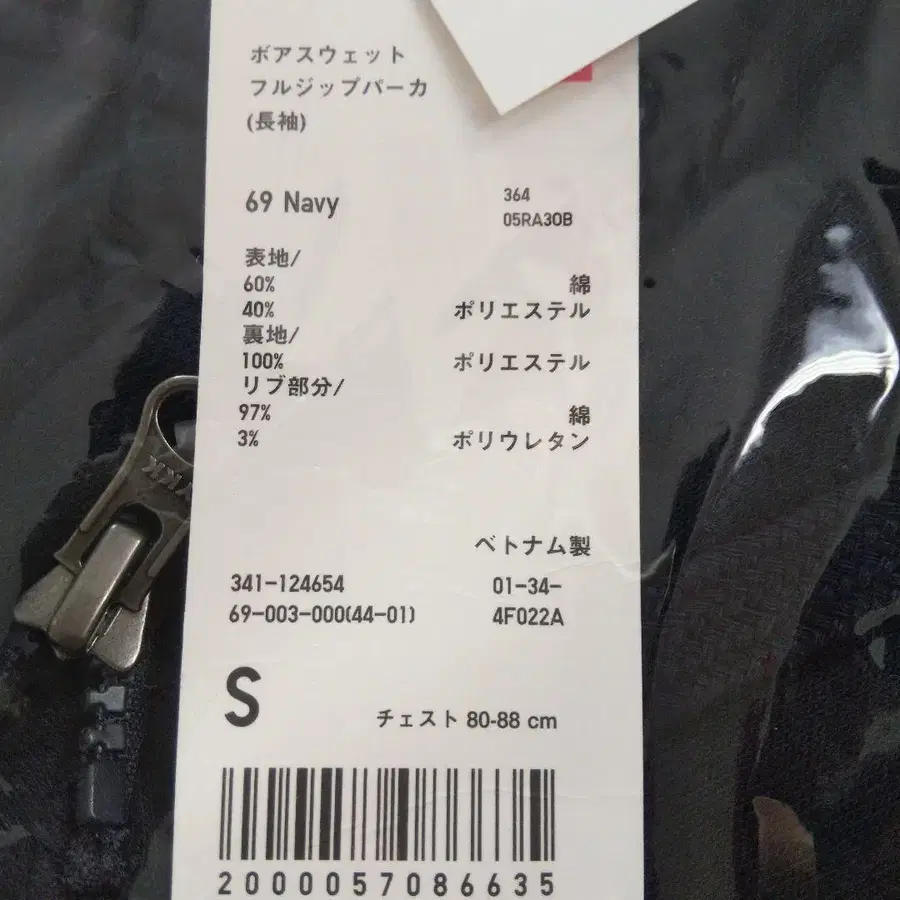 ボアスウェット
フルジップパーカ
(長袖)
69 Navy
364
05RA30B
表地/
60% 綿
40% ポリエステル
裏地/
100% ポリエステル
リブ部分/
97% 綿
3% ポリウレタン
YKK
ベトナム製
341-124654 01-34-
69-003-000(44-01) 4F022A
S
チェスト 80-88 cm
2000057086635